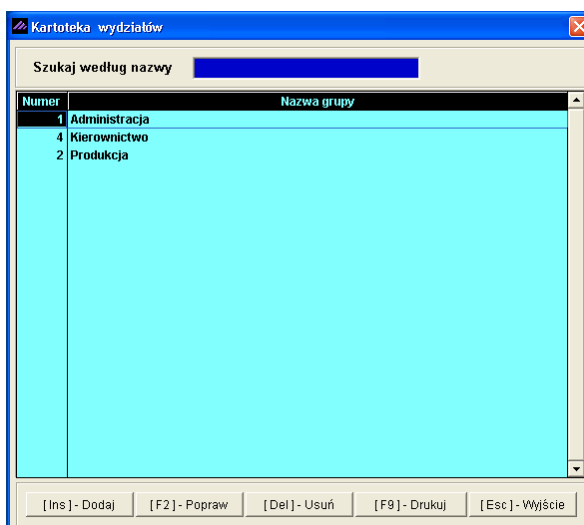 Kartoteka wydziałów
Szukaj według nazwy
Numer Nazwa grupy
1 Administracja
4 Kierownictwo
2 Produkcja
[Ins] - Dodaj [F2] - Popraw [Del] - Usuń [F9] - Drukuj [Esc] - Wyjście